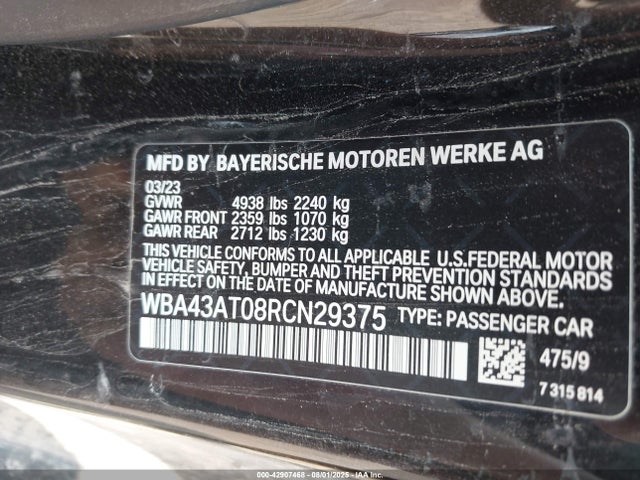 MFD BY BAYERISCHE MOTOREN WERKE AG
03/23
GVWR 4938 lbs 2240 kg
GAWR FRONT 2359 lbs 1070 kg
GAWR REAR 2712 lbs 1230 kg
THIS VEHICLE CONFORMS TO ALL APPLICABLE U.S.FEDERAL MOTOR
VEHICLE SAFETY, BUMPER AND THEFT PREVENTION STANDARDS
IN EFFECT ON THE DATE OF MANUFACTURE SHOWN ABOVE.
WBA43AT08RCN29375 TYPE: PASSENGER CAR
475/9
7315814
000-42907468 - 08/01/2025 - IAA Inc.